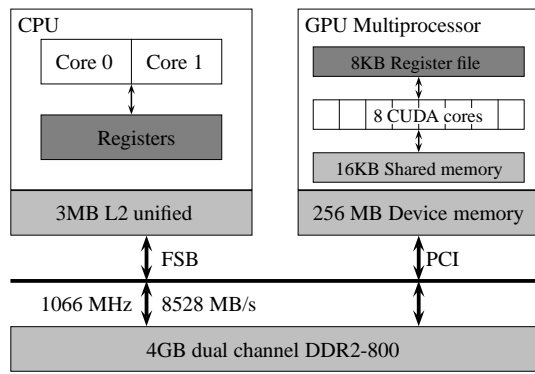 CPU
Core 0
Core 1
Registers
3MB L2 unified
GPU Multiprocessor
8KB Register file
8 CUDA cores
16KB Shared memory
256 MB Device memory
FSB
PCI
1066 MHz
8528 MB/s
4GB dual channel DDR2-800